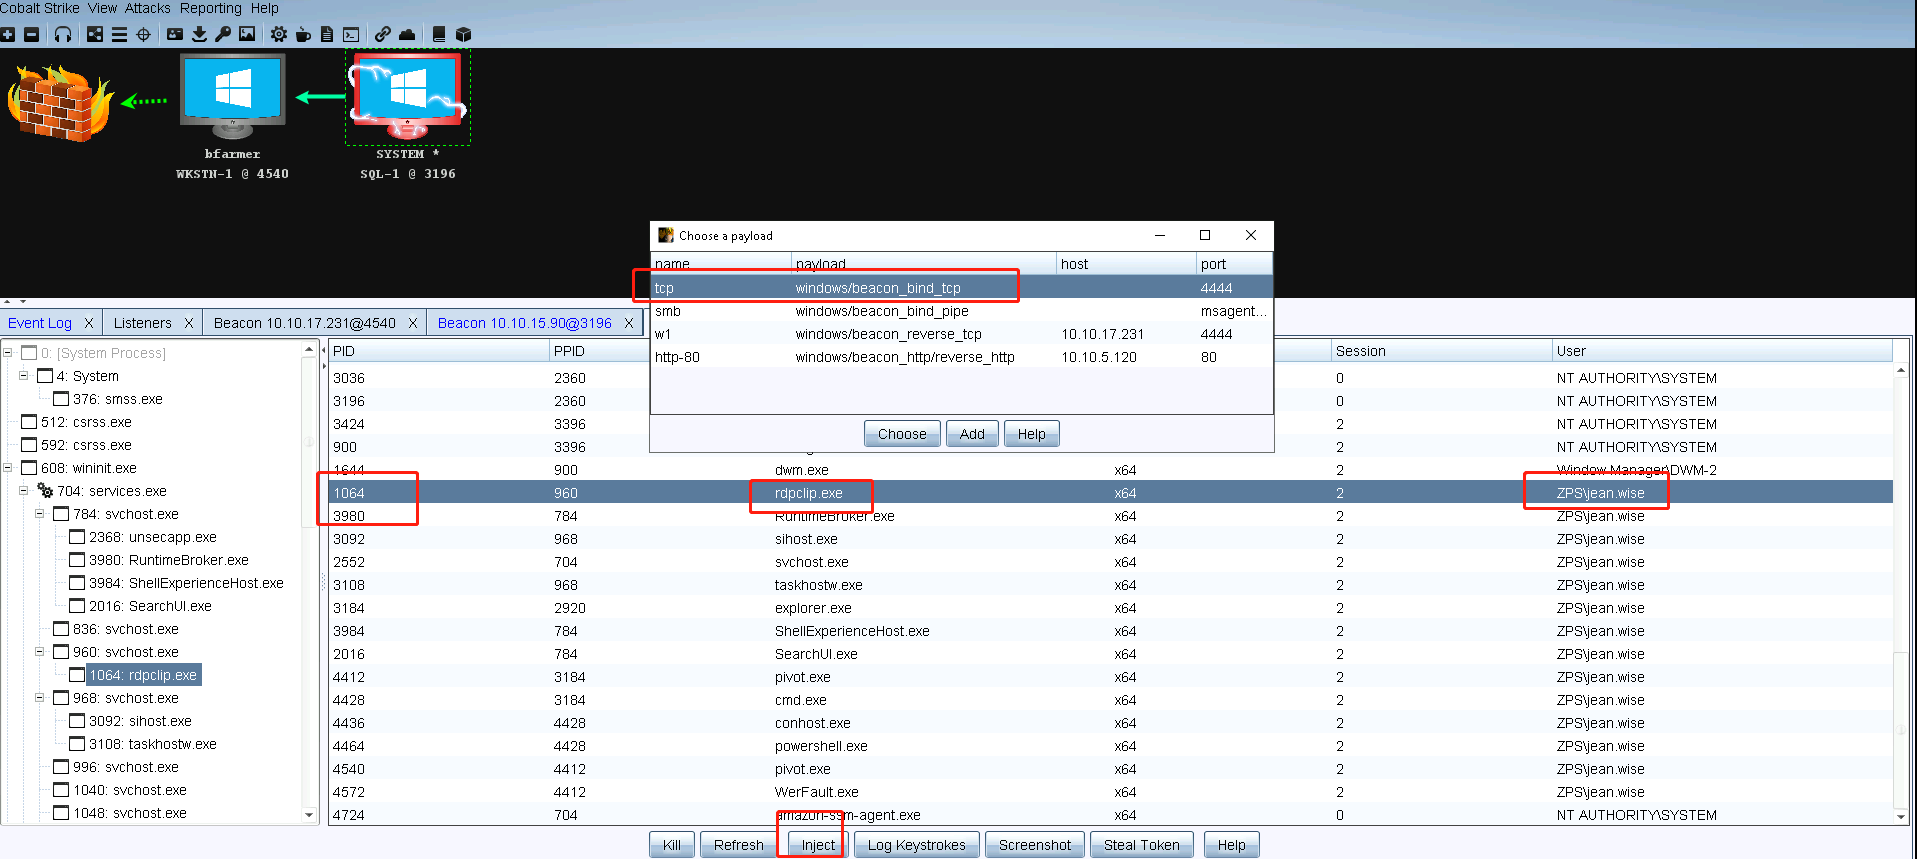 Cobalt Strike View Attacks Reporting Help
bfarmer
WKSTN-1 @ 4540
SYSTEM *
SQL-1 @ 3196
Choose a payload
name payload host port
tcp windows/beacon_bind_tcp 4444
smb windows/beacon_bind_pipe msagent...
w1 windows/beacon_reverse_tcp 10.10.17.231 4444
http-80 windows/beacon_http/reverse_http 10.10.5.120 80
Choose Add Help
Event Log X Listeners X Beacon 10.10.17.231@4540 X Beacon 10.10.15.90@3196 X
0: [System Process]
4: System
376: smss.exe
512: csrss.exe
592: csrss.exe
608: wininit.exe
704: services.exe
784: svchost.exe
2368: unsecapp.exe
3980: RuntimeBroker.exe
3984: ShellExperienceHost.exe
2016: SearchUI.exe
836: svchost.exe
960: svchost.exe
1064: rdpclip.exe
968: svchost.exe
3092: sihost.exe
3108: taskhostw.exe
996: svchost.exe
1040: svchost.exe
1048: svchost.exe
PID PPID Session User
3036 2360 0 NT AUTHORITY\SYSTEM
3196 2360 0 NT AUTHORITY\SYSTEM
3424 3396 2 NT AUTHORITY\SYSTEM
900 3396 2 NT AUTHORITY\SYSTEM
1644 900 dwm.exe x64 2 Window Manager\DWM-2
1064 960 rdpclip.exe x64 2 ZPS\jean.wise
3980 784 RuntimeBroker.exe x64 2 ZPS\jean.wise
3092 968 sihost.exe x64 2 ZPS\jean.wise
2552 704 svchost.exe x64 2 ZPS\jean.wise
3108 968 taskhostw.exe x64 2 ZPS\jean.wise
3184 2920 explorer.exe x64 2 ZPS\jean.wise
3984 784 ShellExperienceHost.exe x64 2 ZPS\jean.wise
2016 784 SearchUI.exe x64 2 ZPS\jean.wise
4412 3184 pivot.exe x64 2 ZPS\jean.wise
4428 3184 cmd.exe x64 2 ZPS\jean.wise
4436 4428 conhost.exe x64 2 ZPS\jean.wise
4464 4428 powershell.exe x64 2 ZPS\jean.wise
4540 4412 pivot.exe x64 2 ZPS\jean.wise
4572 4412 WerFault.exe x64 2 ZPS\jean.wise
4724 704 amazon-ssm-agent.exe x64 0 NT AUTHORITY\SYSTEM
Kill Refresh Inject Log Keystrokes Screenshot Steal Token Help